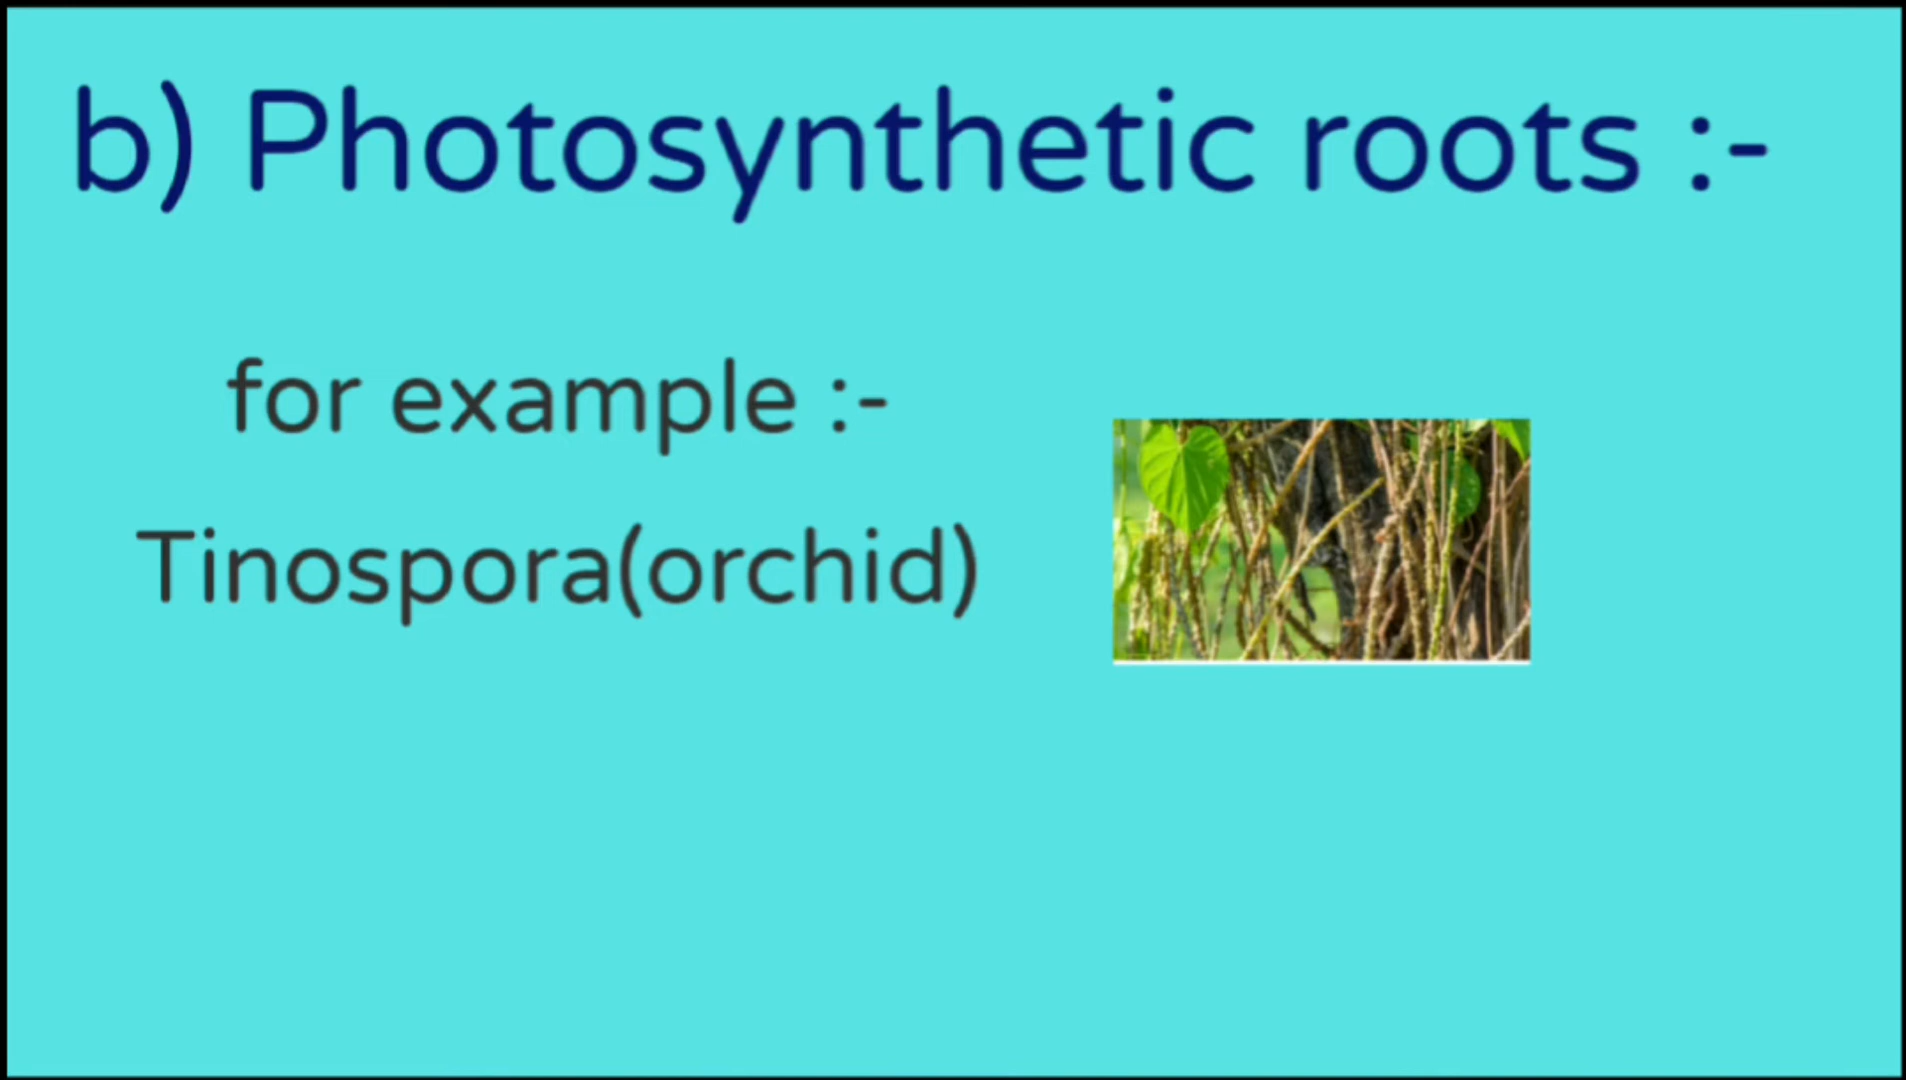 b) Photosynthetic roots :-
for example :-
Tinospora(orchid)